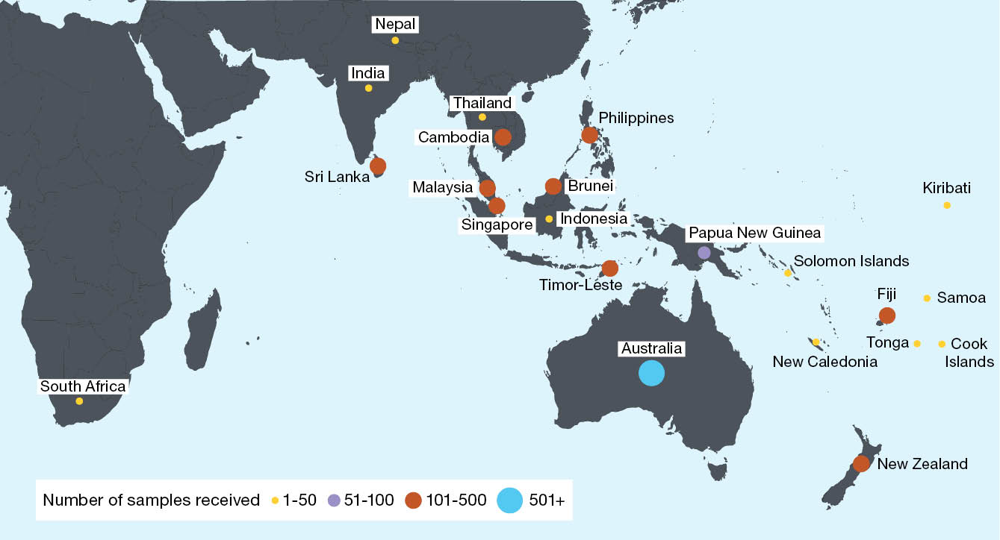 Nepal
India
Thailand
Philippines
Cambodia
Sri Lanka
Malaysia
Brunei
Kiribati
Singapore
Indonesia
Papua New Guinea
Solomon Islands
Timor-Leste
Fiji
Samoa
Australia
Tonga
Cook
Islands
New Caledonia
South Africa
New Zealand
Number of samples received 1-50 51-100 101-500 501+